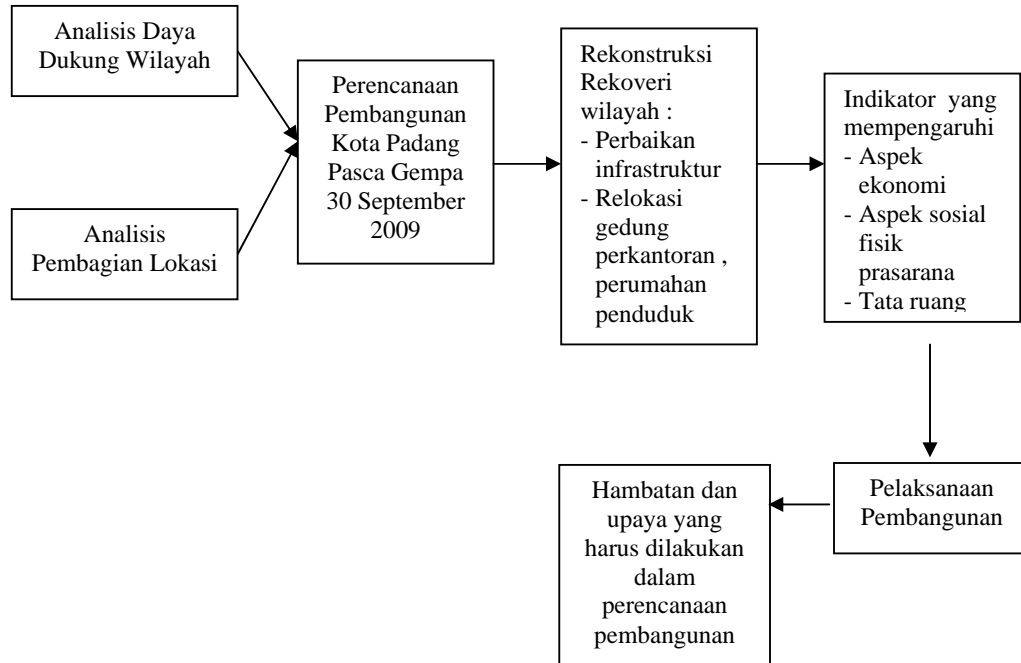 Analisis Daya
Dukung Wilayah
Analisis
Pembagian Lokasi
Perencanaan
Pembangunan
Kota Padang
Pasca Gempa
30 September
2009
Rekonstruksi
Rekoveri
wilayah :
- Perbaikan
infrastruktur
- Relokasi
gedung
perkantoran ,
perumahan
penduduk
Indikator yang
mempengaruhi
- Aspek
ekonomi
- Aspek sosial
fisik
prasarana
- Tata ruang
Pelaksanaan
Pembangunan
Hambatan dan
upaya yang
harus dilakukan
dalam
perencanaan
pembangunan